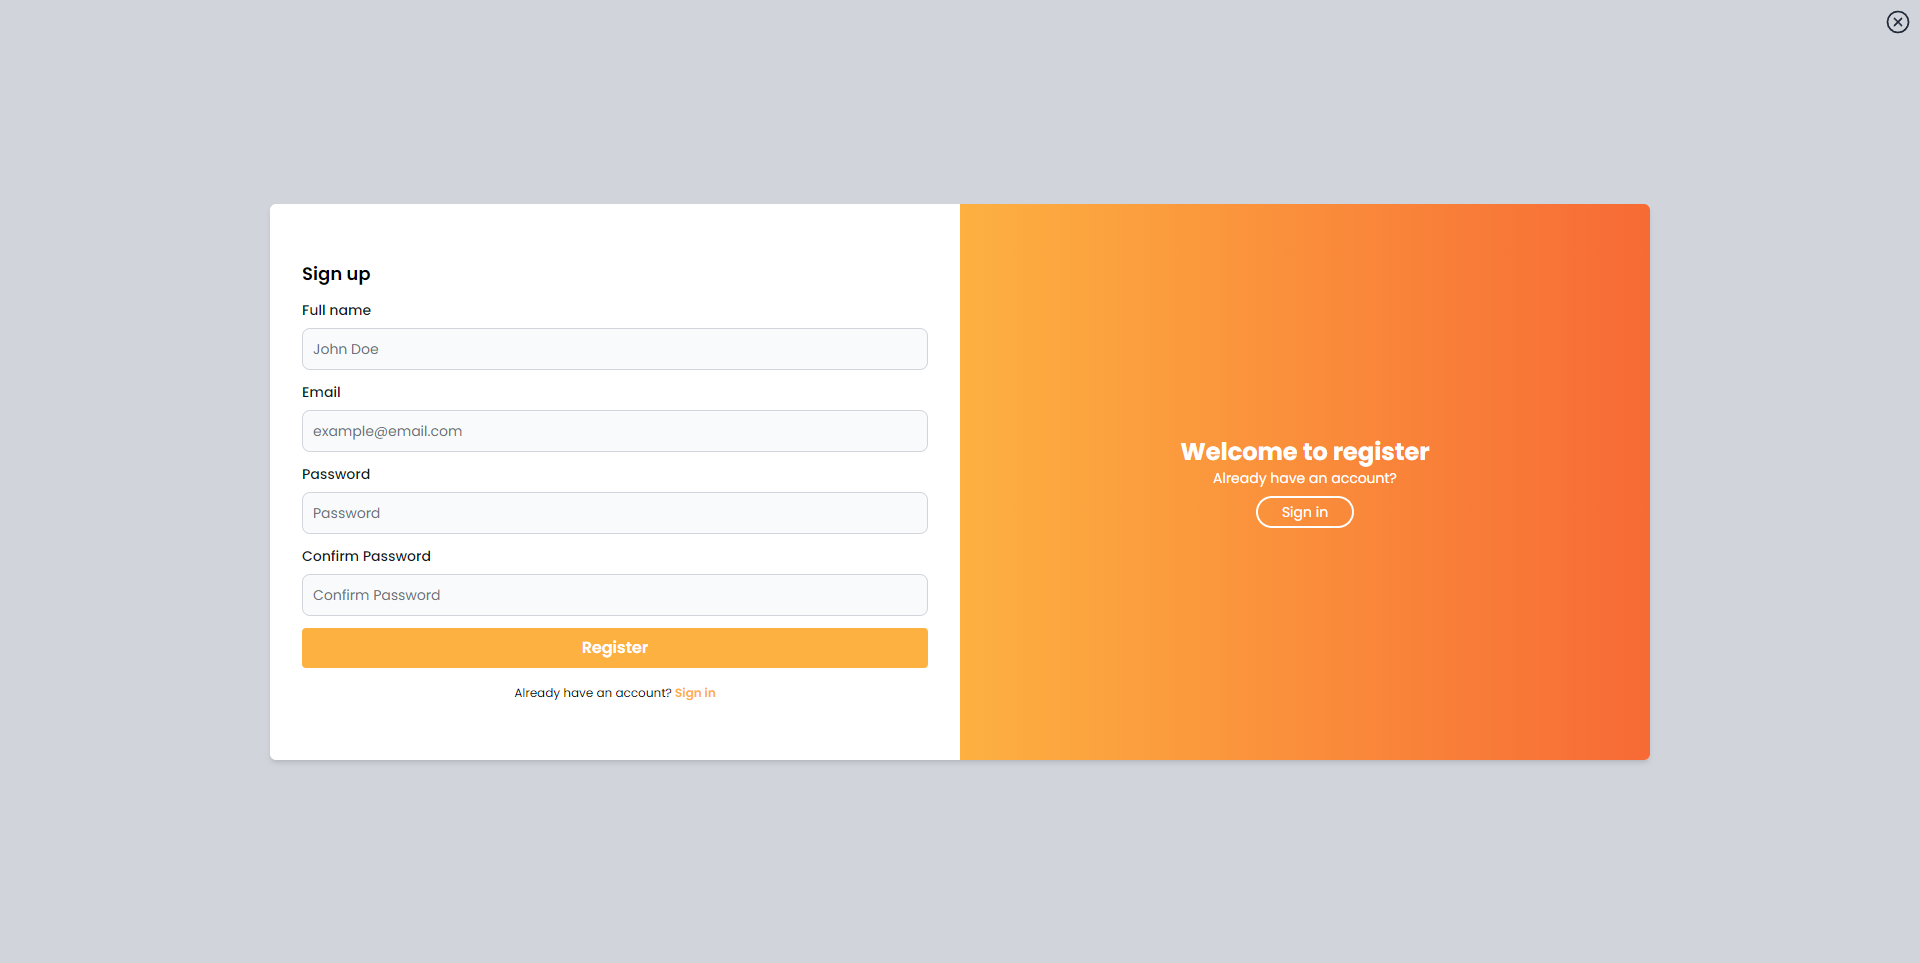 Sign up
Full name
John Doe
Email
example@email.com
Password
Password
Confirm Password
Confirm Password
Register
Already have an account? Sign in
Welcome to register
Already have an account?
Sign in